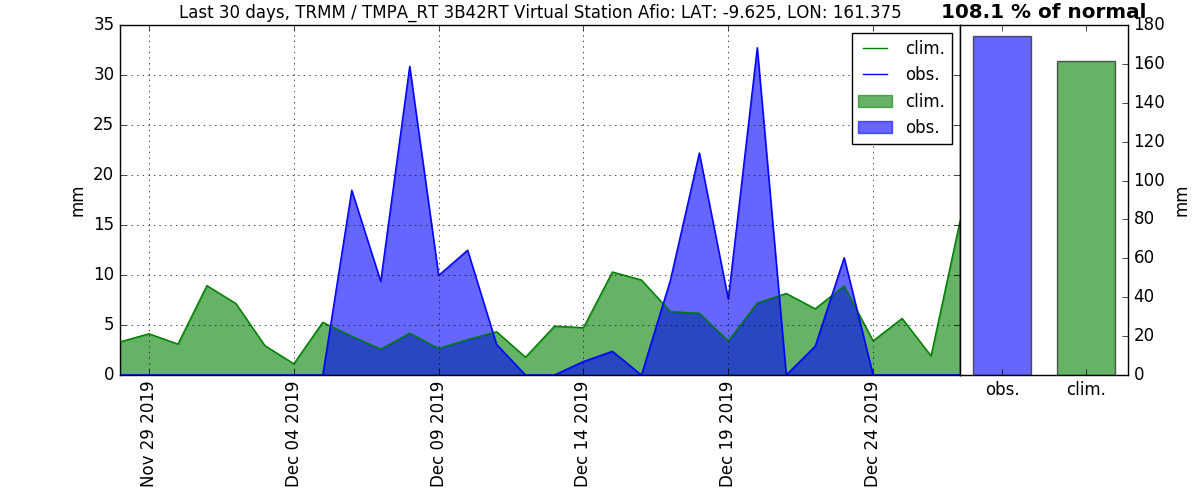 Last 30 days, TRMM / TMPA_RT 3B42RT Virtual Station Afio: LAT: -9.625, LON: 161.375
108.1 % of normal
35
30
25
20
15
10
5
0
mm
clim.
obs.
clim.
obs.
Nov 29 2019
Dec 04 2019
Dec 09 2019
Dec 14 2019
Dec 19 2019
Dec 24 2019
180
160
140
120
100
80
60
40
20
0
mm
obs.
clim.